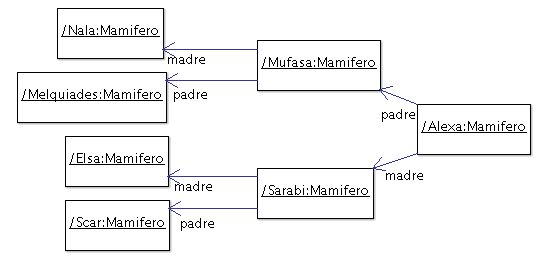 /Nala:Mamifero
madre
/Mufasa:Mamifero
/Melquiades:Mamifero
padre
padre
/Alexa:Mamifero
/Elsa:Mamifero
madre
madre
/Sarabi:Mamifero
/Scar:Mamifero
padre